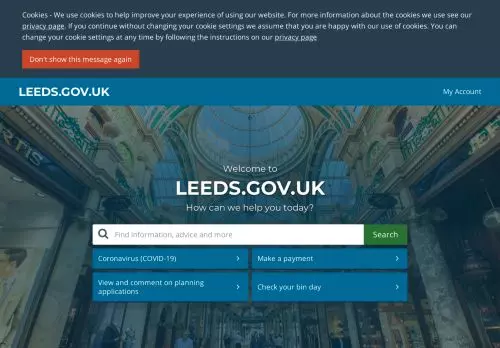 Cookies - We use cookies to help improve your experience of using our website. For more information about the cookies we use see our
privacy page. If you continue without changing your cookie settings we assume that you are happy with our use of cookies. You can
change your cookie settings at any time by following the instructions on our privacy page
Don't show this message again
LEEDS.GOV.UK
My Account
Welcome to
LEEDS.GOV.UK
How can we help you today?
Find information, advice and more
Search
Coronavirus (COVID-19)
Make a payment
View and comment on planning
applications
Check your bin day